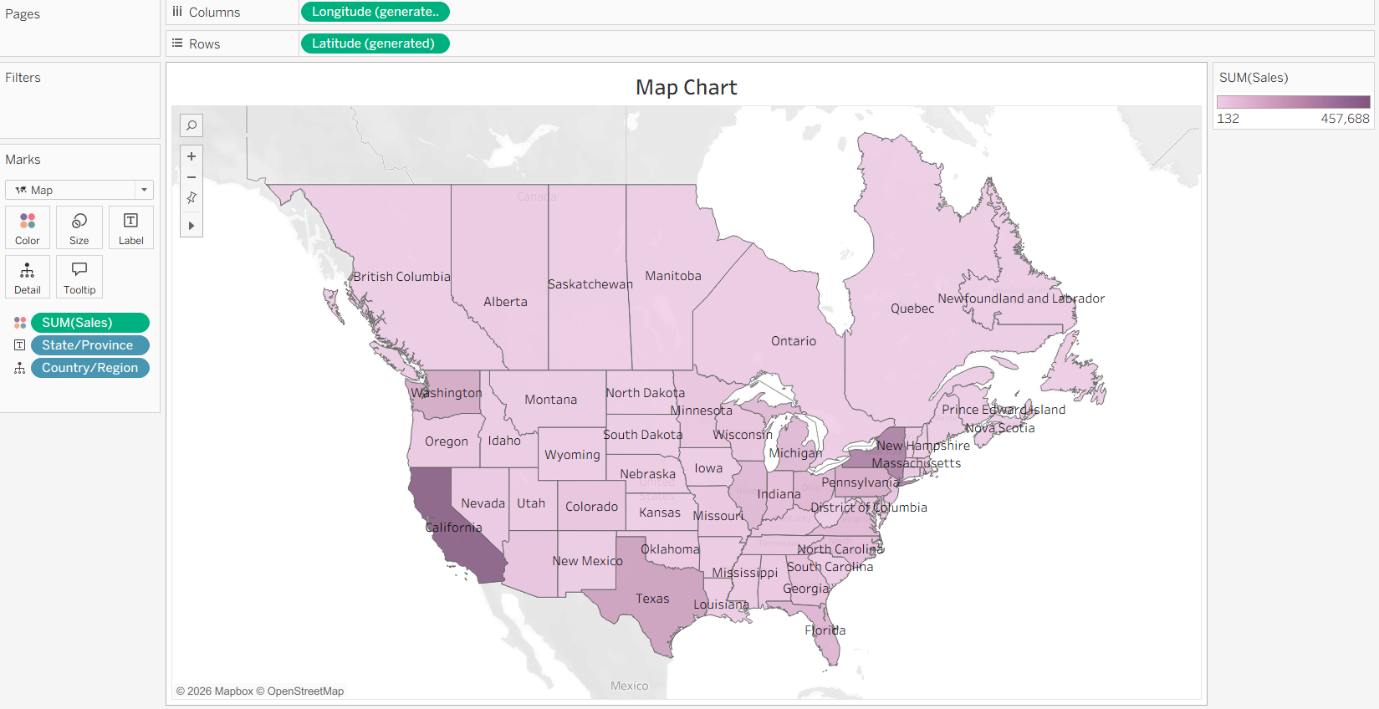 Pages
Columns
Longitude (generate..
Rows
Latitude (generated)
Filters
Marks
Map
Color
Size
Label
Detail
Tooltip
SUM(Sales)
State/Province
Country/Region
Map Chart
Canada
British Columbia
Alberta
Saskatchewan
Manitoba
Ontario
Quebec
Newfoundland and Labrador
Prince Edward Island
Nova Scotia
Washington
Montana
North Dakota
Minnesota
Oregon
Idaho
South Dakota
Wisconsin
Michigan
New Hampshire
Massachusetts
Wyoming
Iowa
Nebraska
United
States
Pennsylvania
Indiana
Nevada
Utah
Colorado
Kansas
Missouri
District of Columbia
California
Oklahoma
North Carolina
New Mexico
Mississippi
South Carolina
Georgia
Texas
Louisiana
Florida
Mexico
© 2026 Mapbox © OpenStreetMap
SUM(Sales)
132
457,688